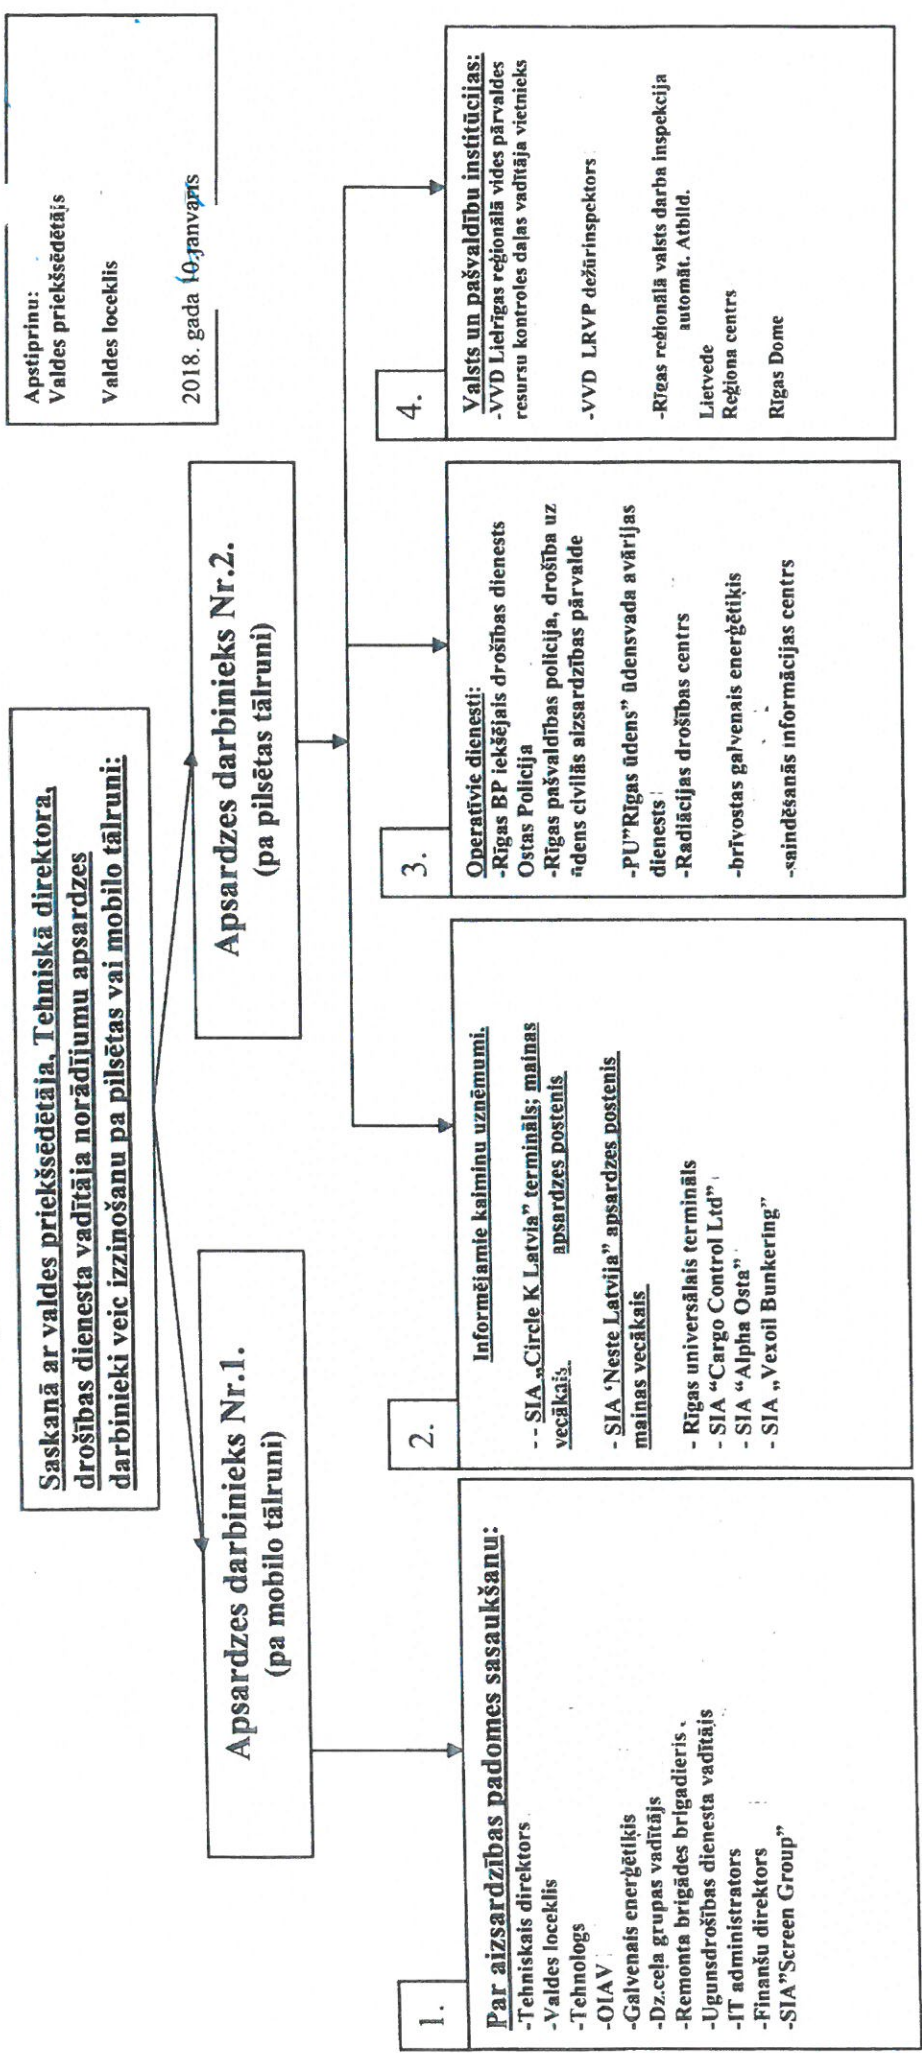 Apstiprinu:
Valdes priekšsēdētājs
Valdes loceklis
2018. gada 10.janvāris
Saskaņā ar valdes priekšsēdētāja, Tehniskā direktora,
drošības dienesta vadītāja norādījumu apsardzes
darbinieki veic izziņošanu pa pilsētas vai mobilo tālruni:
Apsardzes darbinieks Nr.1.
(pa mobilo tālruni)
Apsardzes darbinieks Nr.2.
(pa pilsētas tālruni)
1.
Par aizsardzības padomes sasaukšanu:
-Tehniskais direktors
-Valdes loceklis
-Tehnologs
-OIAV
-Galvenais enerģētiķis
-Dz.ceļa grupas vadītājs
-Remonta brigādes brigadieris
-Ugunsdrošības dienesta vadītājs
-IT administrators
-Finanšu direktors
-SIA"Screen Group"
2.
Informējamie kaimiņu uzņēmumi.
- - SIA „Circle K Latvia" termināls; maiņas
vecākais. apsardzes postenis
- SIA 'Neste Latvija" apsardzes postenis
maiņas vecākais
- Rīgas universālais termināls
- SIA "Cargo Control Ltd"
- SIA "Alpha Osta"
- SIA „Vexoil Bunkering"
3.
Operatīvie dienesti:
-Rīgas BP iekšējais drošības dienests
Ostas Policija
-Rīgas pašvaldības policija, drošība uz
ūdens civilās aizsardzības pārvalde
-PU"Rīgas ūdens" ūdensvada avārijas
dienests
-Radiācijas drošības centrs
-brīvostas galvenais enerģētiķis
-saindēšanās informācijas centrs
4.
Valsts un pašvaldību institūcijas:
-VVD Lielrīgas reģionālā vides pārvaldes
resursu kontroles daļas vadītāja vietnieks
-VVD LRVP dežūrinspektors
-Rīgas reģionālā valsts darba inspekcija
automāt. Atbild.
Lietvede
Reģiona centrs
Rīgas Dome